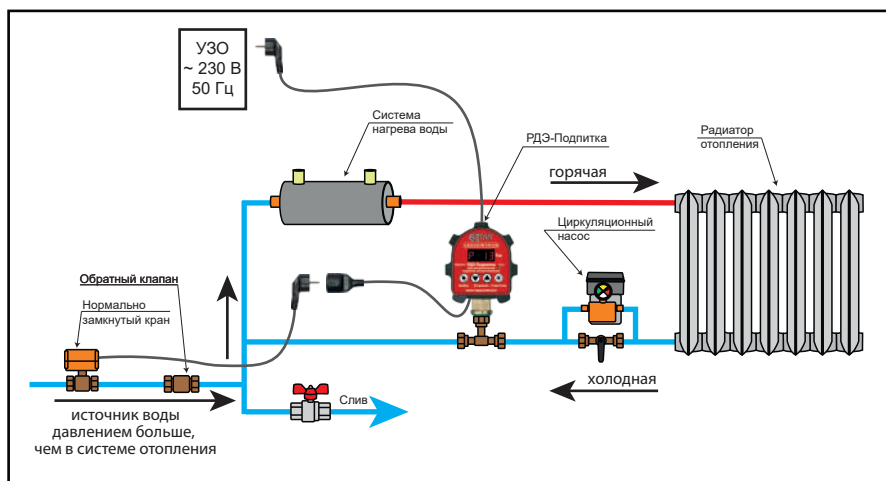 УЗО
~ 230 В
50 Гц
Система
нагрева воды
РДЭ-Подпитка
Радиатор
отопления
горячая
Циркуляционный
насос
Обратный клапан
Нормально
замкнутый кран
холодная
Слив
источник воды
давлением больше,
чем в системе отопления